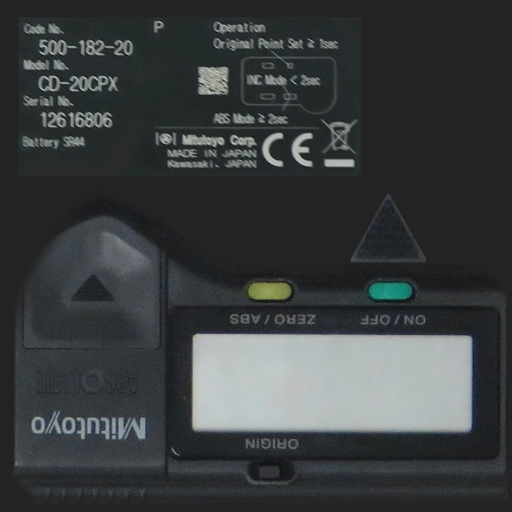 Code No.
500-182-20
Model No.
CD-20CPX
Serial No.
12616806
Battery SR44
P
Operation
Original Point Set ≥ 1sec
INC Mode < 2sec
ABS Mode ≥ 2sec
Mitutoyo Corp.
MADE IN JAPAN
Kawasaki, JAPAN
CE
ZERO / ABS
ON / OFF
ORIGIN
Mitutoyo